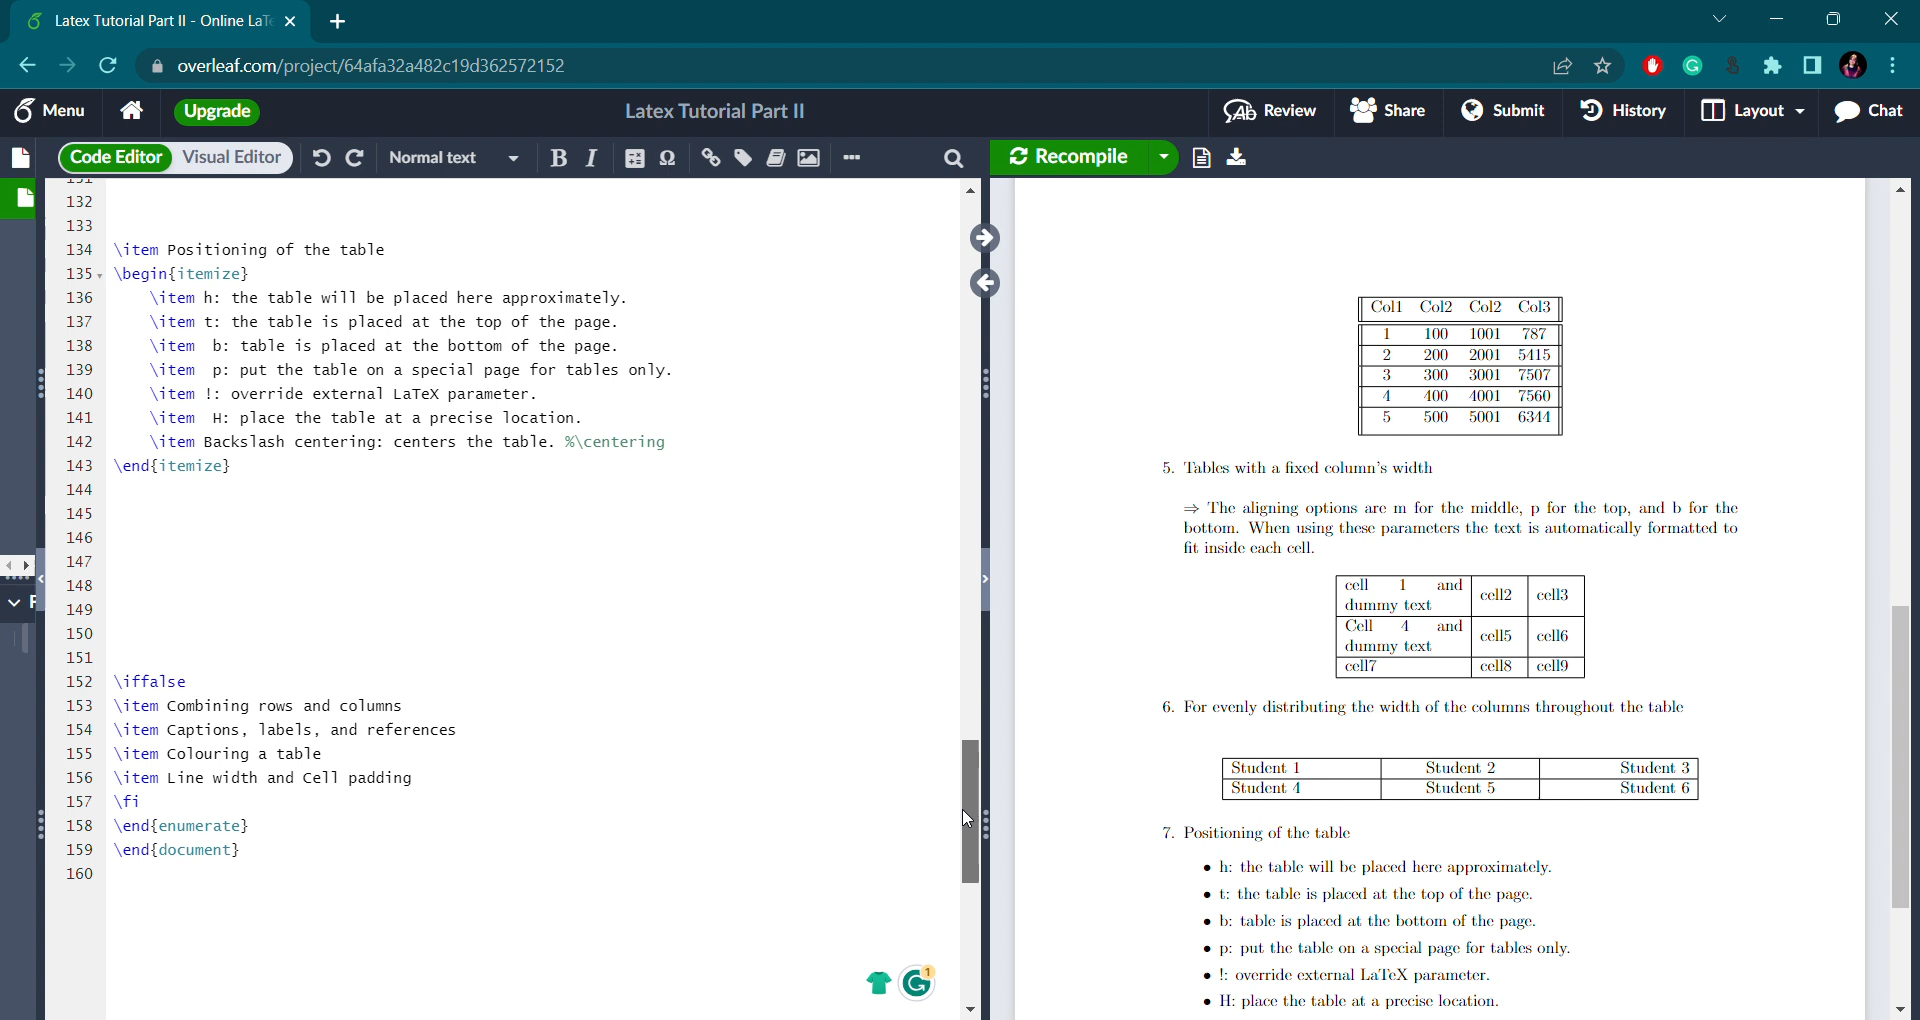 Latex Tutorial Part II - Online LaTe
overleaf.com/project/64afa32a482c19d362572152
Menu
Upgrade
Latex Tutorial Part II
Review
Share
Submit
History
Layout
Chat
Code Editor
Visual Editor
Normal text
B
I
Ω
Recompile
132
133
134 \item Positioning of the table
135 \begin{itemize}
136 \item h: the table will be placed here approximately.
137 \item t: the table is placed at the top of the page.
138 \item b: table is placed at the bottom of the page.
139 \item p: put the table on a special page for tables only.
140 \item !: override external LaTeX parameter.
141 \item H: place the table at a precise location.
142 \item Backslash centering: centers the table. %\centering
143 \end{itemize}
144
145
146
147
148
149
150
151
152 \iffalse
153 \item Combining rows and columns
154 \item Captions, labels, and references
155 \item Colouring a table
156 \item Line width and Cell padding
157 \fi
158 \end{enumerate}
159 \end{document}
160
1
Col1 Col2 Col2 Col3
1 100 1001 787
2 200 2001 5415
3 300 3001 7507
4 400 4001 7560
5 500 5001 6344
5. Tables with a fixed column's width
⇒ The aligning options are m for the middle, p for the top, and b for the
bottom. When using these parameters the text is automatically formatted to
fit inside each cell.
cell 1 and
dummy text
cell2
cell3
Cell 4 and
dummy text
cell5
cell6
cell7
cell8
cell9
6. For evenly distributing the width of the columns throughout the table
Student 1 Student 2 Student 3
Student 4 Student 5 Student 6
7. Positioning of the table
• h: the table will be placed here approximately.
• t: the table is placed at the top of the page.
• b: table is placed at the bottom of the page.
• p: put the table on a special page for tables only.
• !: override external LaTeX parameter.
• H: place the table at a precise location.